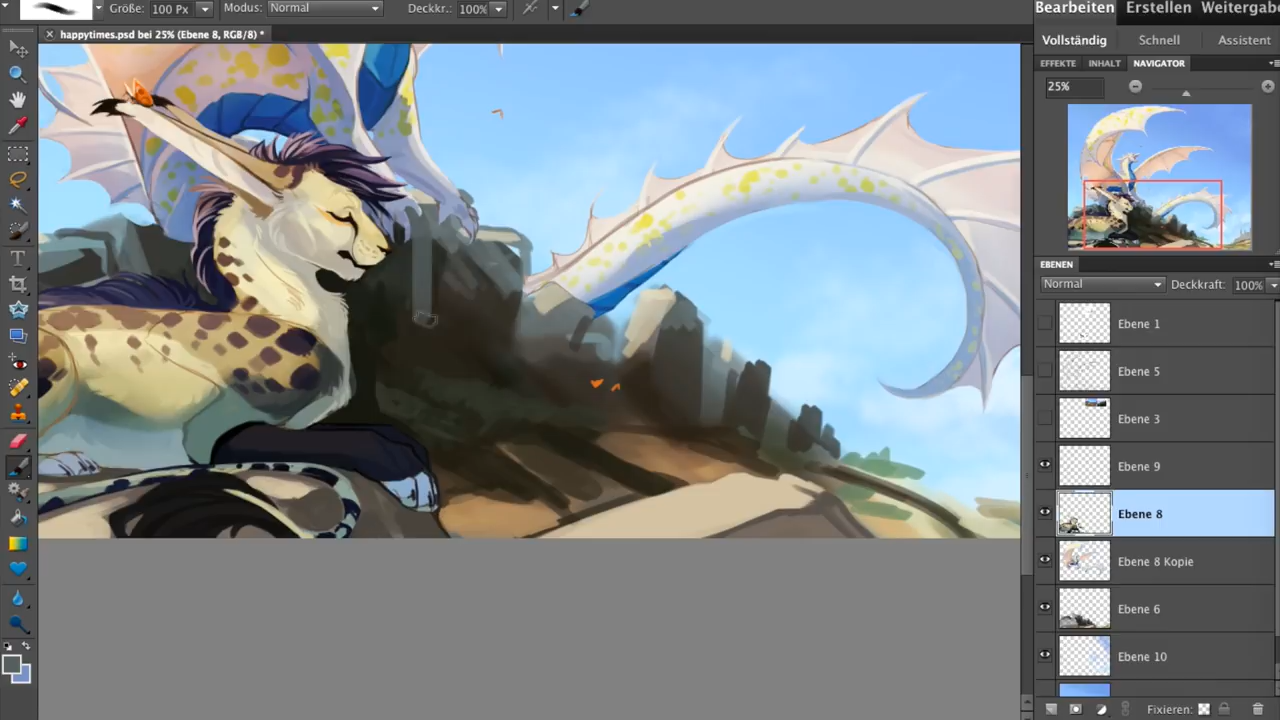 Größe: 100 Px Modus: Normal Deckkr.: 100%
Bearbeiten Erstellen Weitergabe
happytimes.psd bei 25% (Ebene 8, RGB/8) *
Vollständig Schnell Assistent
EFFEKTE INHALT NAVIGATOR
25%
EBENEN
Normal Deckkraft: 100%
Ebene 1
Ebene 5
Ebene 3
Ebene 9
Ebene 8
Ebene 8 Kopie
Ebene 6
Ebene 10
Fixieren: